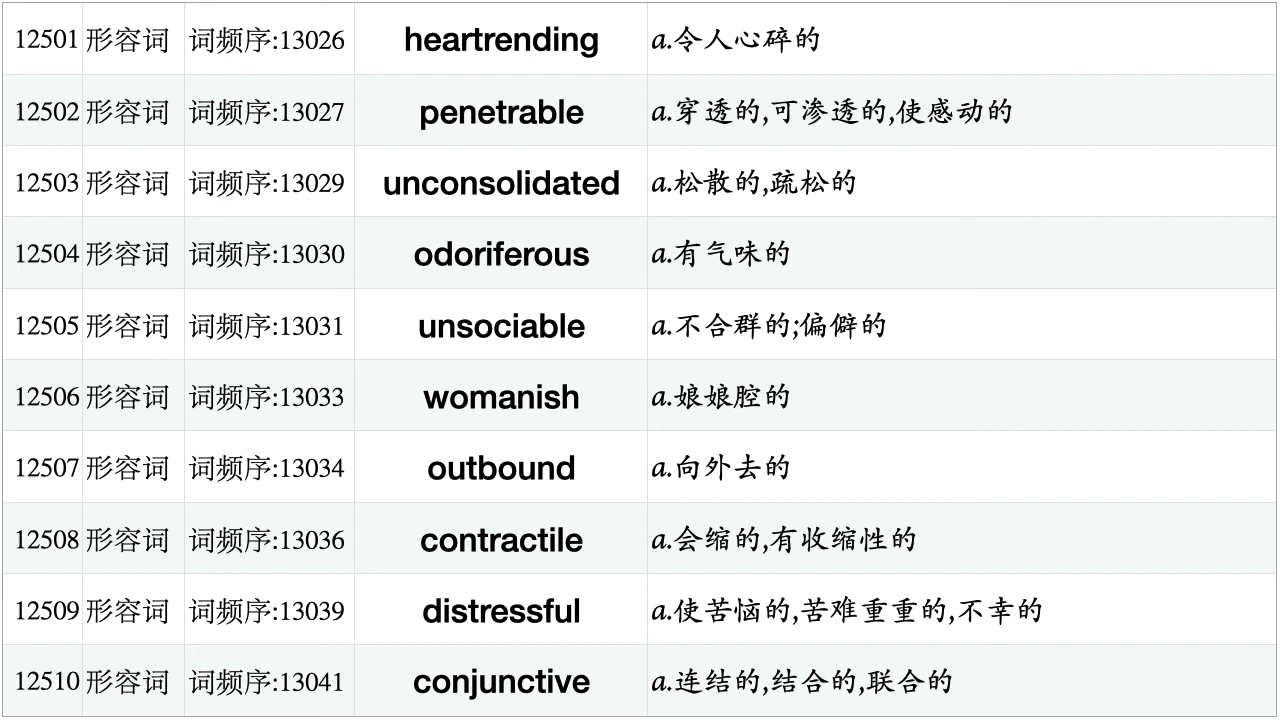 12501 形容词 词频序:13026 heartrending a.令人心碎的
12502 形容词 词频序:13027 penetrable a.穿透的,可渗透的,使感动的
12503 形容词 词频序:13029 unconsolidated a.松散的,疏松的
12504 形容词 词频序:13030 odoriferous a.有气味的
12505 形容词 词频序:13031 unsociable a.不合群的;偏僻的
12506 形容词 词频序:13033 womanish a.娘娘腔的
12507 形容词 词频序:13034 outbound a.向外去的
12508 形容词 词频序:13036 contractile a.会缩的,有收缩性的
12509 形容词 词频序:13039 distressful a.使苦恼的,苦难重重的,不幸的
12510 形容词 词频序:13041 conjunctive a.连结的,结合的,联合的